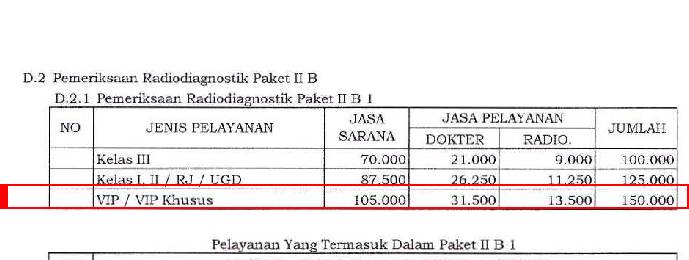 D.2 Pemeriksaan Radiodiagnostik Paket II B
D.2.1 Pemeriksaan Radiodiagnostik Paket II B 1
NO JENIS PELAYANAN JASA SARANA JASA PELAYANAN JUMLAH
DOKTER RADIO.
Kelas III 70.000 21.000 9.000 100.000
Kelas I, II / RJ / UGD 87.500 26.250 11.250 125.000
VIP / VIP Khusus 105.000 31.500 13.500 150.000
Pelayanan Yang Termasuk Dalam Paket II B 1